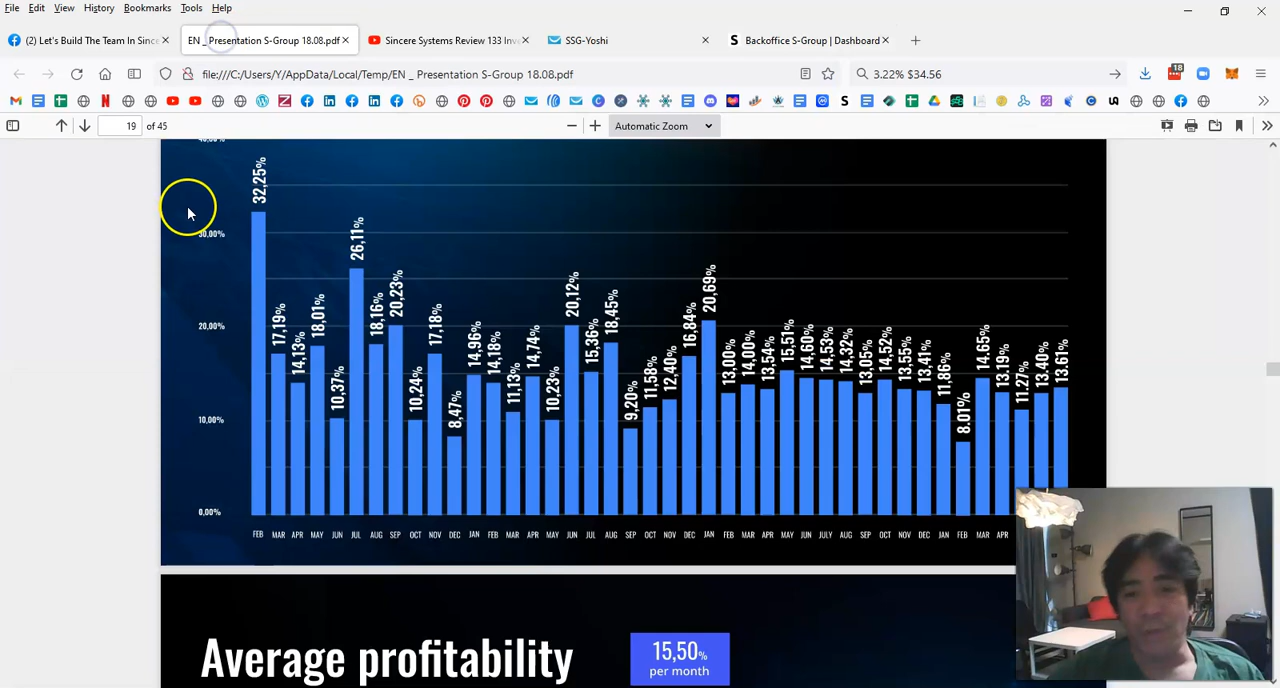 File Edit View History Bookmarks Tools Help
(2) Let's Build The Team In Since
EN _ Presentation S-Group 18.08.pdf
Sincere Systems Review 133 Inve
SSG-Yoshi
S Backoffice S-Group | Dashboard
file:///C:/Users/Y/AppData/Local/Temp/EN _ Presentation S-Group 18.08.pdf
3.22% $34.56
18
19 of 45
Automatic Zoom
40,00%
30,00%
20,00%
10,00%
0,00%
32,25% 17,19% 14,13% 18,01% 10,37% 26,11% 18,16% 20,23% 10,24% 17,18% 8,47% 14,96% 14,18% 11,13% 14,74% 10,23% 20,12% 15,36% 18,45% 9,20% 11,58% 12,40% 16,84% 20,69% 13,00% 14,00% 13,54% 15,51% 14,60% 14,53% 14,32% 13,05% 14,52% 13,55% 13,41% 11,86% 8.01% 14.65% 13.19% 11.27% 13.40% 13.61%
FEB MAR APR MAY JUN JUL AUG SEP OCT NOV DEC JAN FEB MAR APR MAY JUN JUL AUG SEP OCT NOV DEC JAN FEB MAR APR MAY JUN JULY AUG SEP OCT NOV DEC JAN FEB MAR APR
Average profitability
15,50%
per month